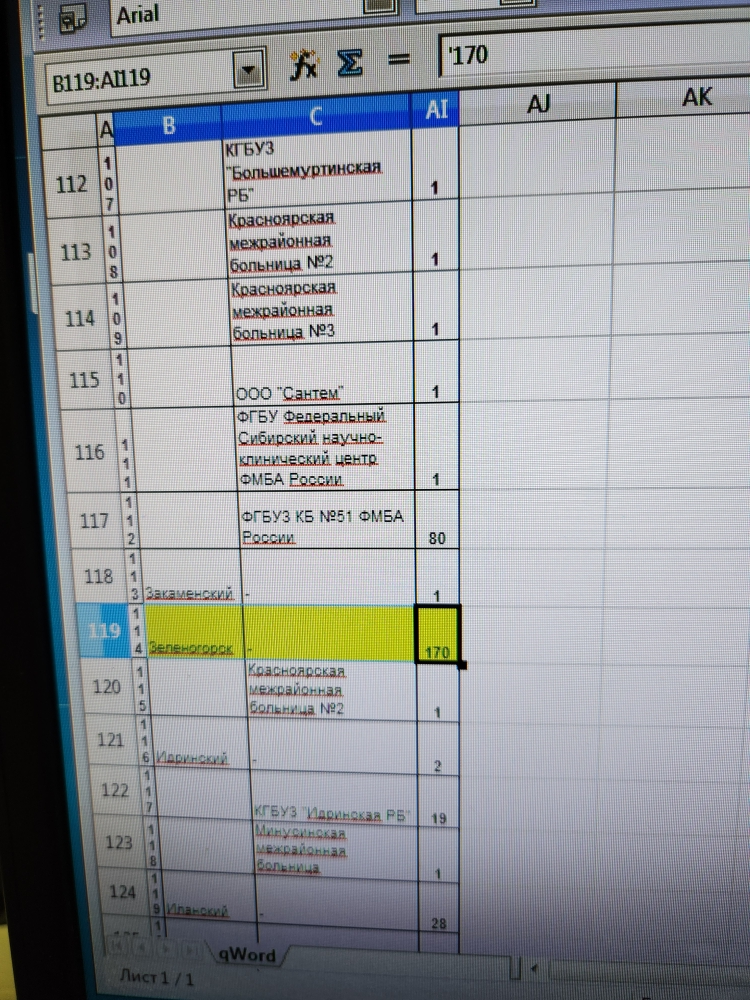 Arial
B119:AI119
fx Σ = '170
A B C AI AJ AK
112 107 КГБУЗ
"Большемуртинская
РБ" 1
113 108 Красноярская
межрайонная
больница №2 1
114 109 Красноярская
межрайонная
больница №3 1
115 110 ООО "Сантем" 1
116 111 ФГБУ Федеральный
Сибирский научно-
клинический центр
ФМБА России 1
117 112 ФГБУЗ КБ №51 ФМБА
России 80
118 113 Закаменский - 1
119 114 Зеленогорск - 170
120 115 Красноярская
межрайонная
больница №2 1
121 116 Идринский - 2
122 117 КГБУЗ "Идринская РБ" 19
123 118 Минусинская
межрайонная
больница 1
124 119 Иланский - 28
qWord
Лист 1 / 1